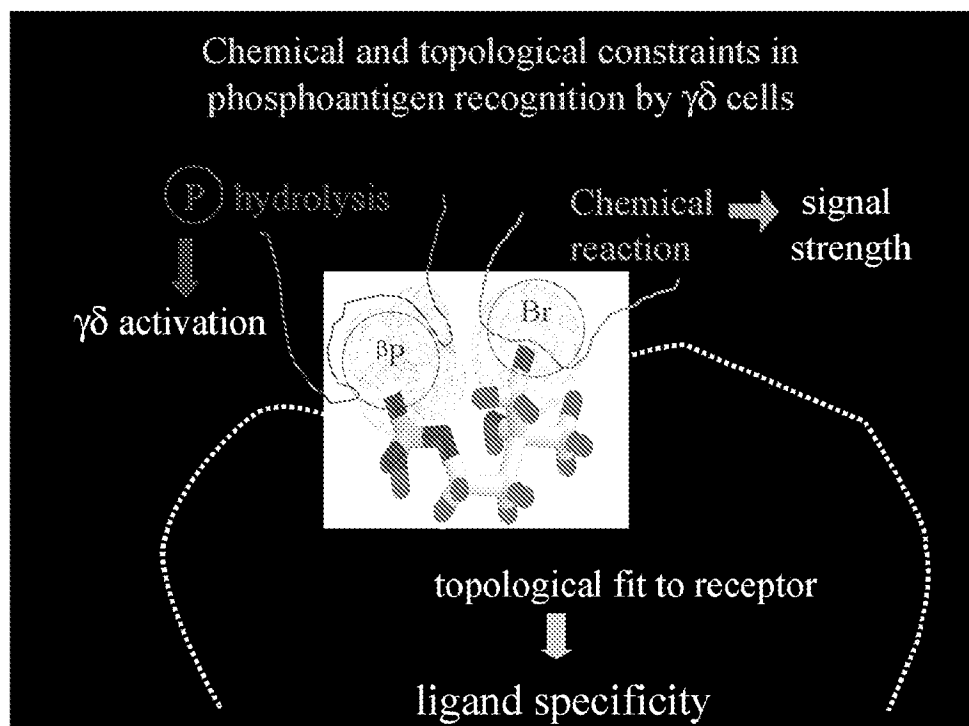 Chemical and topological constraints in
phosphoantigen recognition by γδ cells
P hydrolysis
Chemical
reaction
signal
strength
γδ activation
βp
Br
topological fit to receptor
ligand specificity